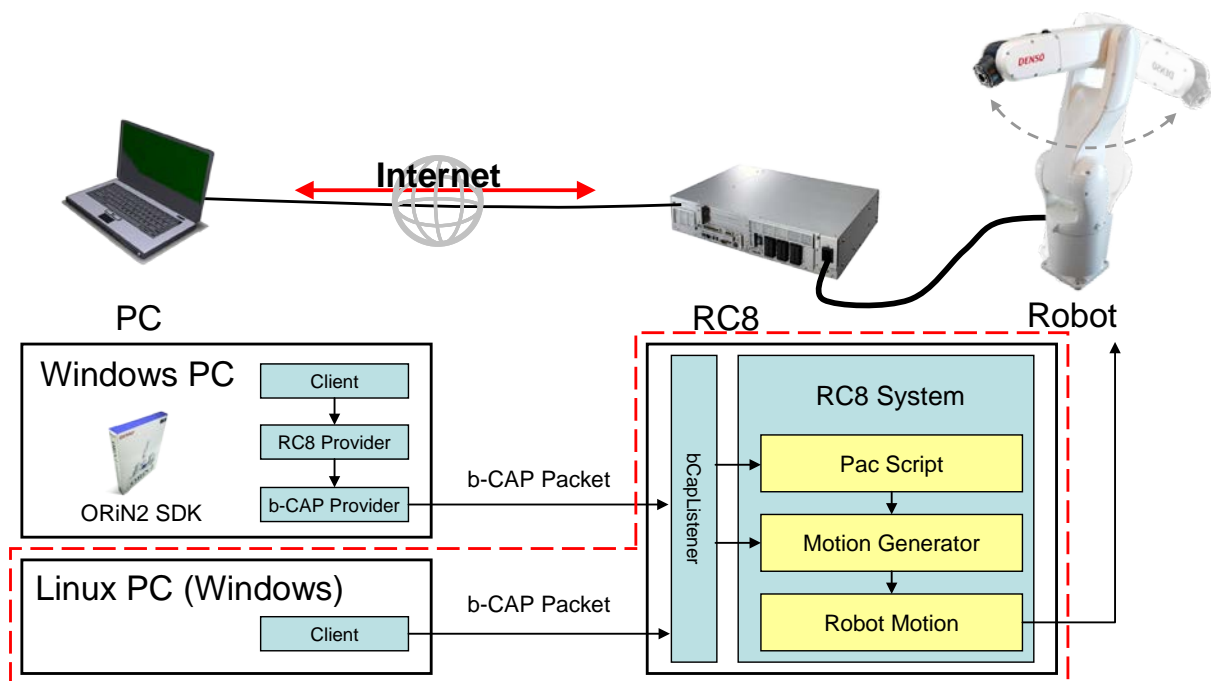 DENSO
DENSO
Internet
PC
RC8
Robot
Windows PC
Client
RC8 Provider
b-CAP Provider
ORiN2 SDK
b-CAP Packet
bCapListener
RC8 System
Pac Script
Motion Generator
Robot Motion
Linux PC (Windows)
Client
b-CAP Packet